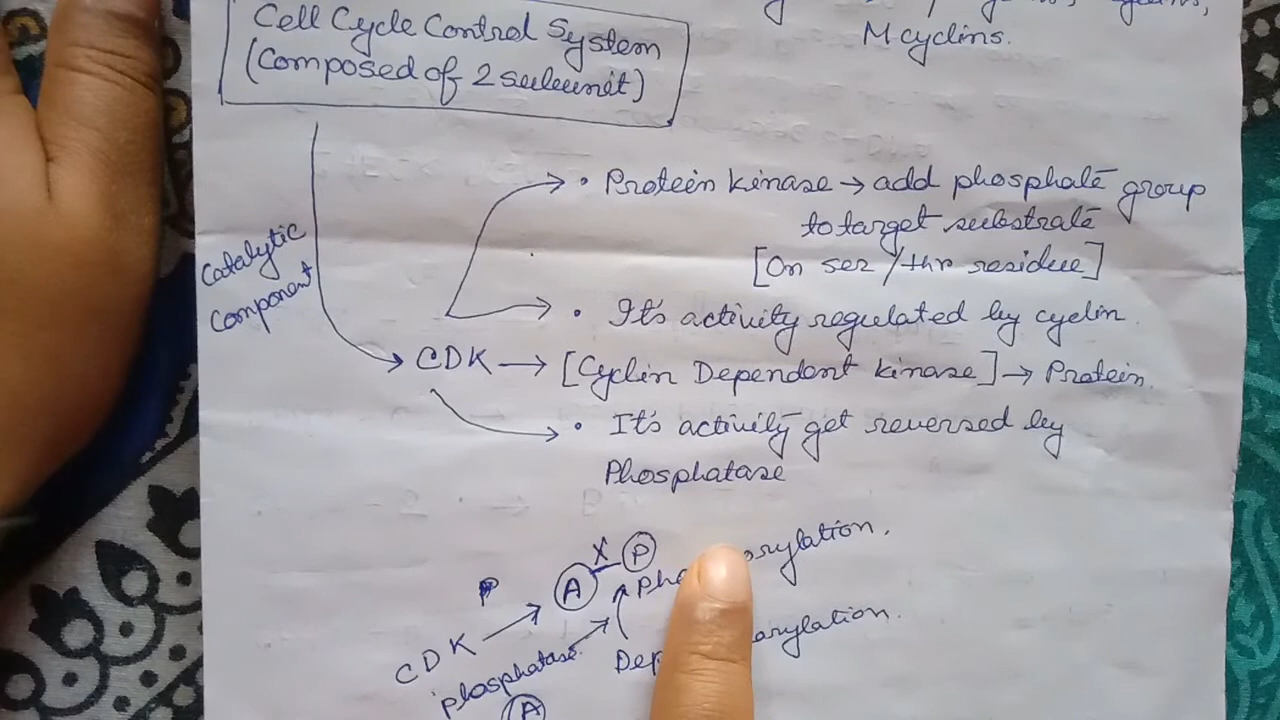 M cyclins.
Cell Cycle Control System
(Composed of 2 subunit)
• Protein kinase → add phosphate group
to target substrate
[On ser/thr residue]
Catalytic
component
• It's activity regulated by cyclin.
CDK → [Cyclin Dependent kinase] → Protein.
• It's activity get reversed by
Phosphatase
X
A P
P
CDK
phosphatase.
A